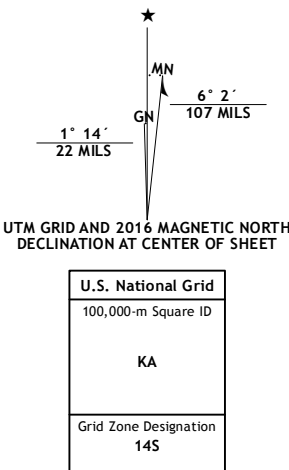 ★
MN
GN
6° 2´
107 MILS
1° 14´
22 MILS
UTM GRID AND 2016 MAGNETIC NORTH
DECLINATION AT CENTER OF SHEET
U.S. National Grid
100,000-m Square ID
KA
Grid Zone Designation
14S